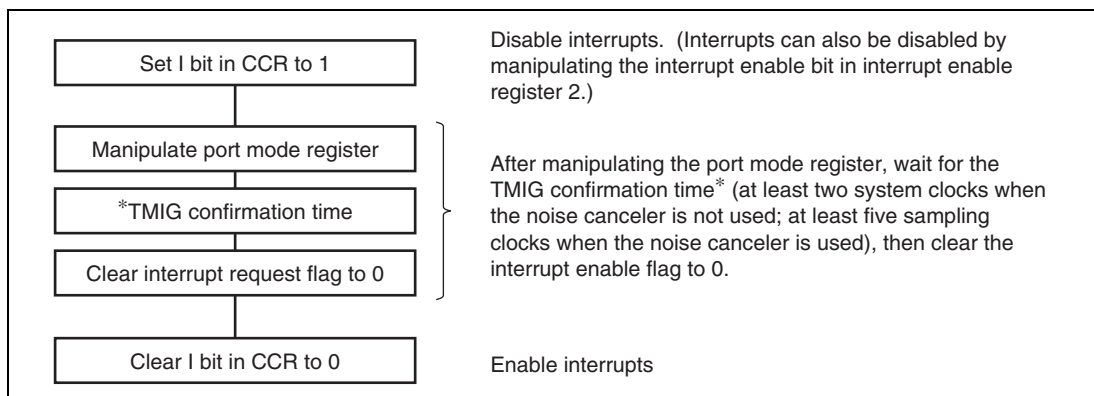 Set I bit in CCR to 1
Disable interrupts. (Interrupts can also be disabled by
manipulating the interrupt enable bit in interrupt enable
register 2.)
Manipulate port mode register
*TMIG confirmation time
Clear interrupt request flag to 0
After manipulating the port mode register, wait for the
TMIG confirmation time* (at least two system clocks when
the noise canceler is not used; at least five sampling
clocks when the noise canceler is used), then clear the
interrupt enable flag to 0.
Clear I bit in CCR to 0
Enable interrupts